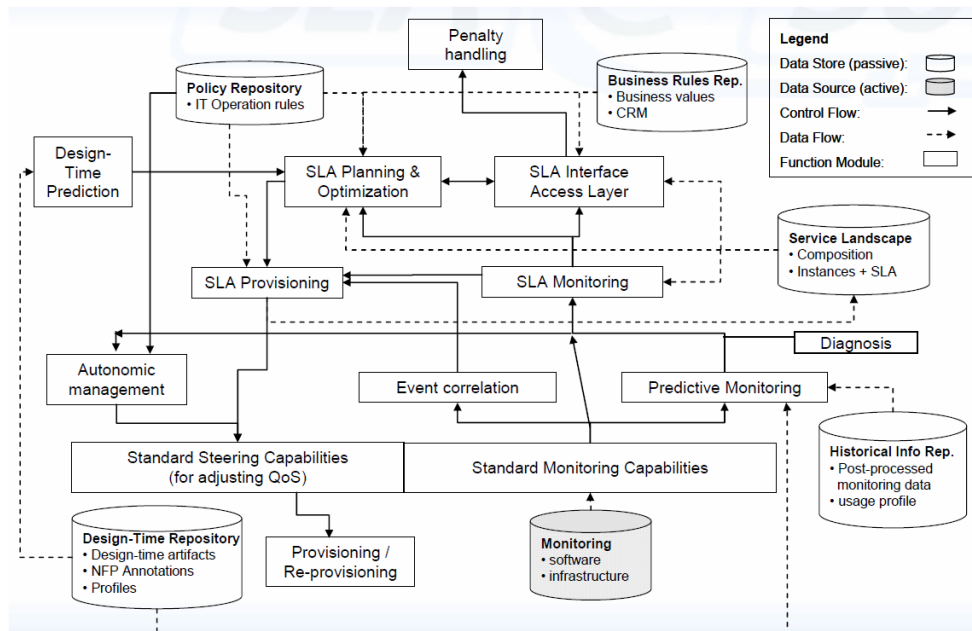 Penalty
handling
Legend
Data Store (passive):
Data Source (active):
Control Flow:
Data Flow:
Function Module:
Policy Repository
• IT Operation rules
Business Rules Rep.
• Business values
• CRM
Design-
Time
Prediction
SLA Planning &
Optimization
SLA Interface
Access Layer
Service Landscape
• Composition
• Instances + SLA
SLA Provisioning
SLA Monitoring
Diagnosis
Autonomic
management
Event correlation
Predictive Monitoring
Standard Steering Capabilities
(for adjusting QoS)
Standard Monitoring Capabilities
Historical Info Rep.
• Post-processed
monitoring data
• usage profile
Design-Time Repository
• Design-time artifacts
• NFP Annotations
• Profiles
Provisioning /
Re-provisioning
Monitoring
• software
• infrastructure